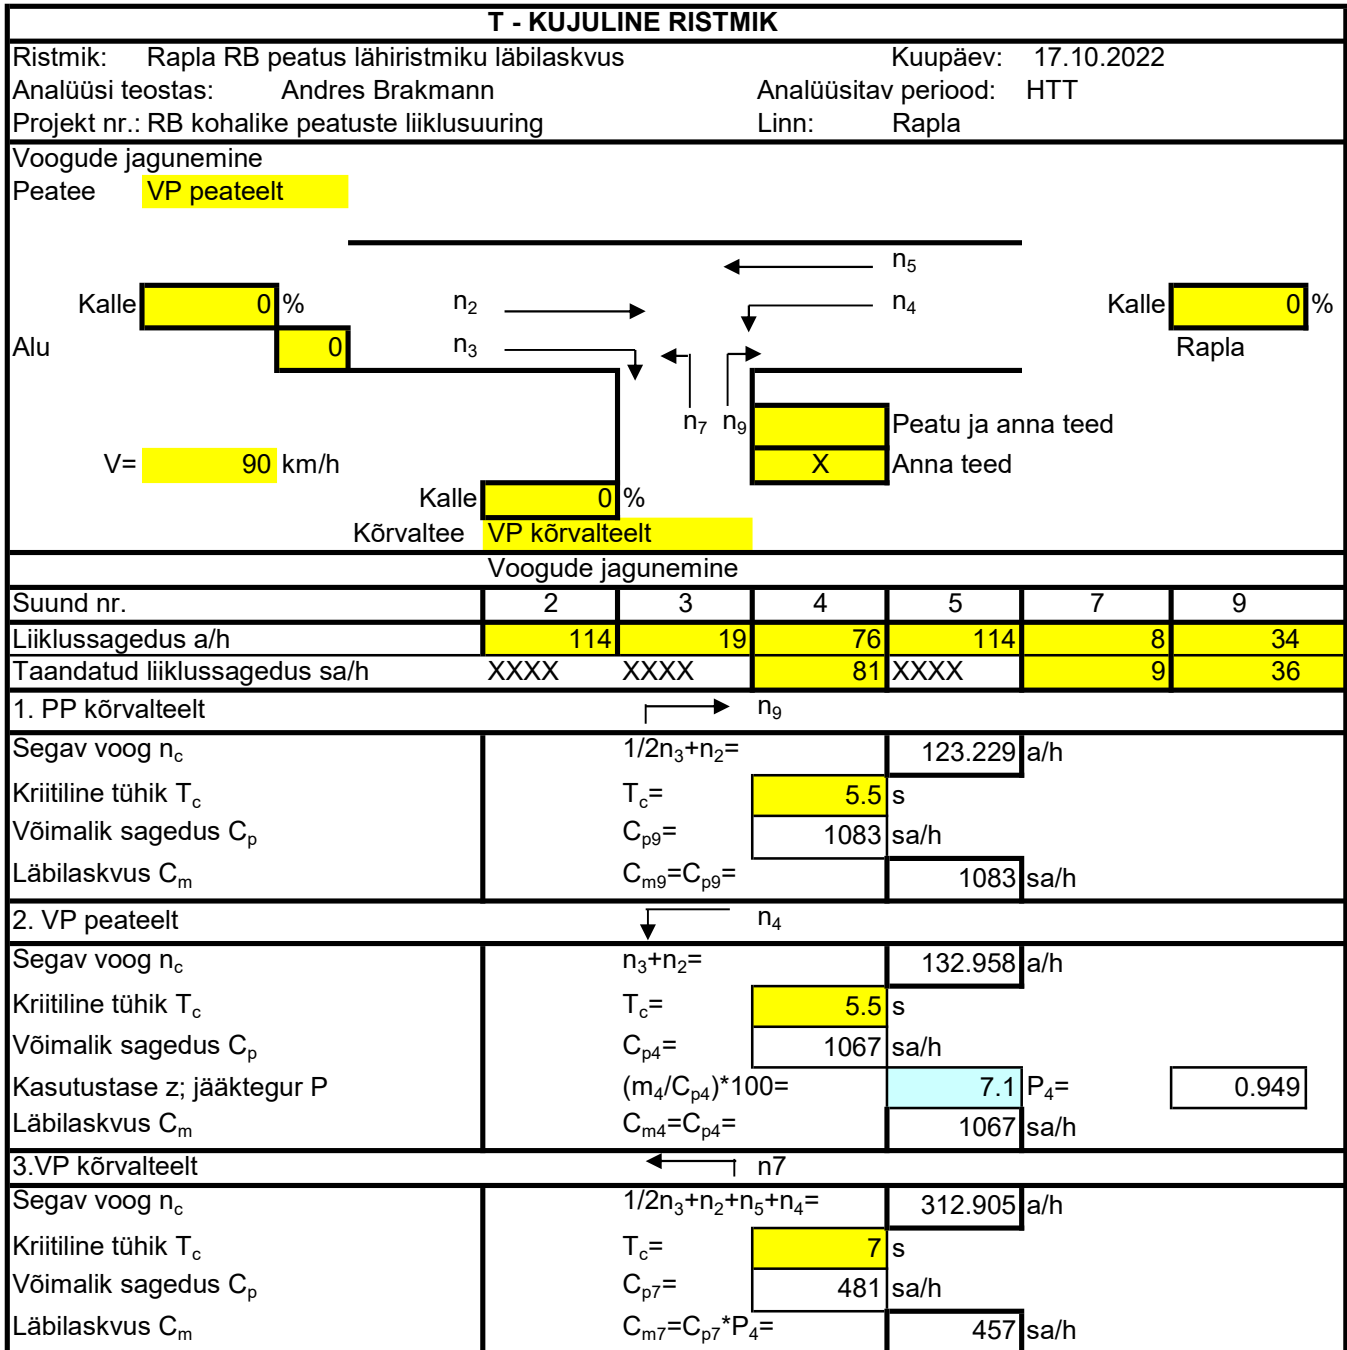 T - KUJULINE RISTMIK
Ristmik: Rapla RB peatus lähiristmiku läbilaskvus Kuupäev: 17.10.2022
Analüüsi teostas: Andres Brakmann Analüüsitav periood: HTT
Projekt nr.: RB kohalike peatuste liiklusuuring Linn: Rapla
Voogude jagunemine
Peatee VP peateelt
n5
Kalle 0 % n2 n4 Kalle 0 %
Alu 0 n3 Rapla
n7 n9 Peatu ja anna teed
V= 90 km/h X Anna teed
Kalle 0 %
Kõrvaltee VP kõrvalteelt
Voogude jagunemine
Suund nr. 2 3 4 5 7 9
Liiklussagedus a/h 114 19 76 114 8 34
Taandatud liiklussagedus sa/h XXXX XXXX 81 XXXX 9 36
1. PP kõrvalteelt n9
Segav voog nc 1/2n3+n2= 123.229 a/h
Kriitiline tühik Tc Tc= 5.5 s
Võimalik sagedus Cp Cp9= 1083 sa/h
Läbilaskvus Cm Cm9=Cp9= 1083 sa/h
2. VP peateelt n4
Segav voog nc n3+n2= 132.958 a/h
Kriitiline tühik Tc Tc= 5.5 s
Võimalik sagedus Cp Cp4= 1067 sa/h
Kasutustase z; jääktegur P (m4/Cp4)*100= 7.1 P4= 0.949
Läbilaskvus Cm Cm4=Cp4= 1067 sa/h
3.VP kõrvalteelt n7
Segav voog nc 1/2n3+n2+n5+n4= 312.905 a/h
Kriitiline tühik Tc Tc= 7 s
Võimalik sagedus Cp Cp7= 481 sa/h
Läbilaskvus Cm Cm7=Cp7*P4= 457 sa/h